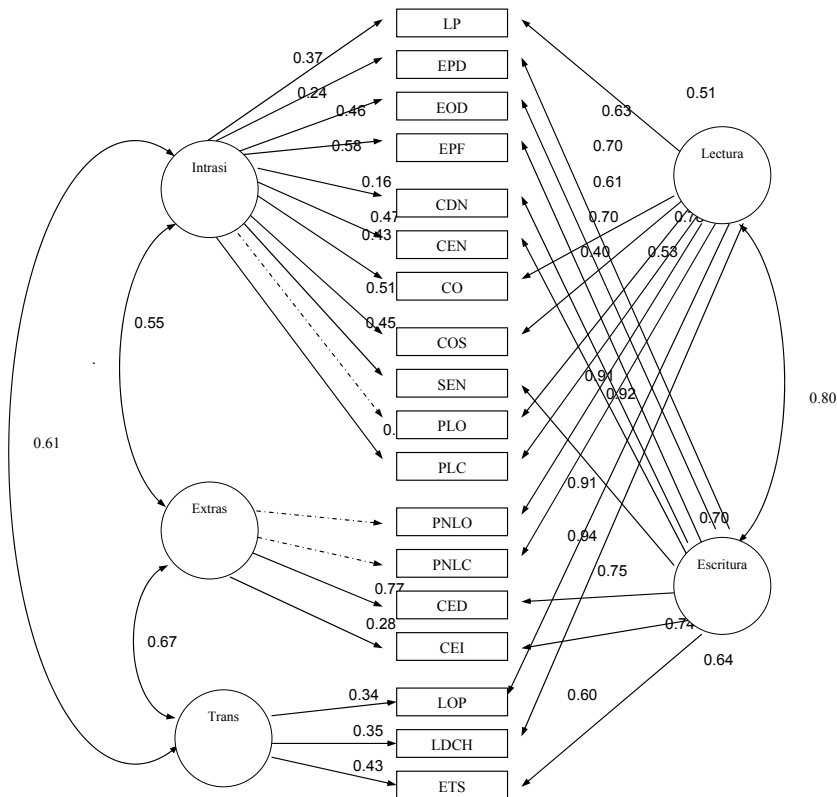 LP
0.37
EPD
0.51
0.24
EOD
0.46
0.63
EPF
0.58
0.70
Lectura
Intrasi
0.16
CDN
0.61
0.47
0.70
0.43
CEN
0.40
0.53
0.51
CO
0.55
0.45
COS
SEN
0.91
0.92
0.80
PLO
0.61
PLC
0.91
Extras
PNLO
0.70
0.94
PNLC
Escritura
0.77
CED
0.75
0.28
CEI
0.74
0.67
0.64
0.34
LOP
0.60
Trans
0.35
LDCH
0.43
ETS